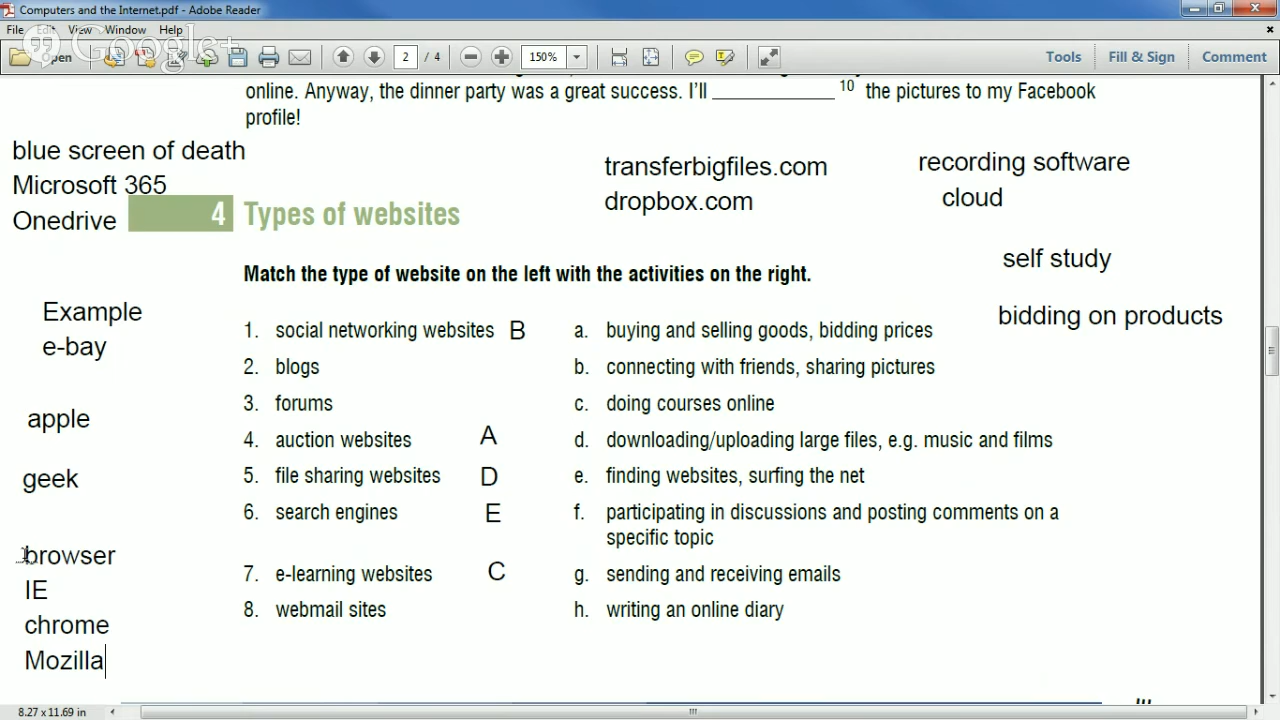 Computers and the Internet.pdf - Adobe Reader
File Edit View Window Help
Google+
Open
2 / 4
150%
Tools Fill & Sign Comment
online. Anyway, the dinner party was a great success. I'll ____________ 10 the pictures to my Facebook
profile!
blue screen of death
Microsoft 365
Onedrive
transferbigfiles.com
dropbox.com
recording software
cloud
self study
bidding on products
4 Types of websites
Match the type of website on the left with the activities on the right.
Example
e-bay
apple
geek
browser
IE
chrome
Mozilla
1. social networking websites B
2. blogs
3. forums
4. auction websites A
5. file sharing websites D
6. search engines E
7. e-learning websites C
8. webmail sites
a. buying and selling goods, bidding prices
b. connecting with friends, sharing pictures
c. doing courses online
d. downloading/uploading large files, e.g. music and films
e. finding websites, surfing the net
f. participating in discussions and posting comments on a
specific topic
g. sending and receiving emails
h. writing an online diary
8.27 x 11.69 in